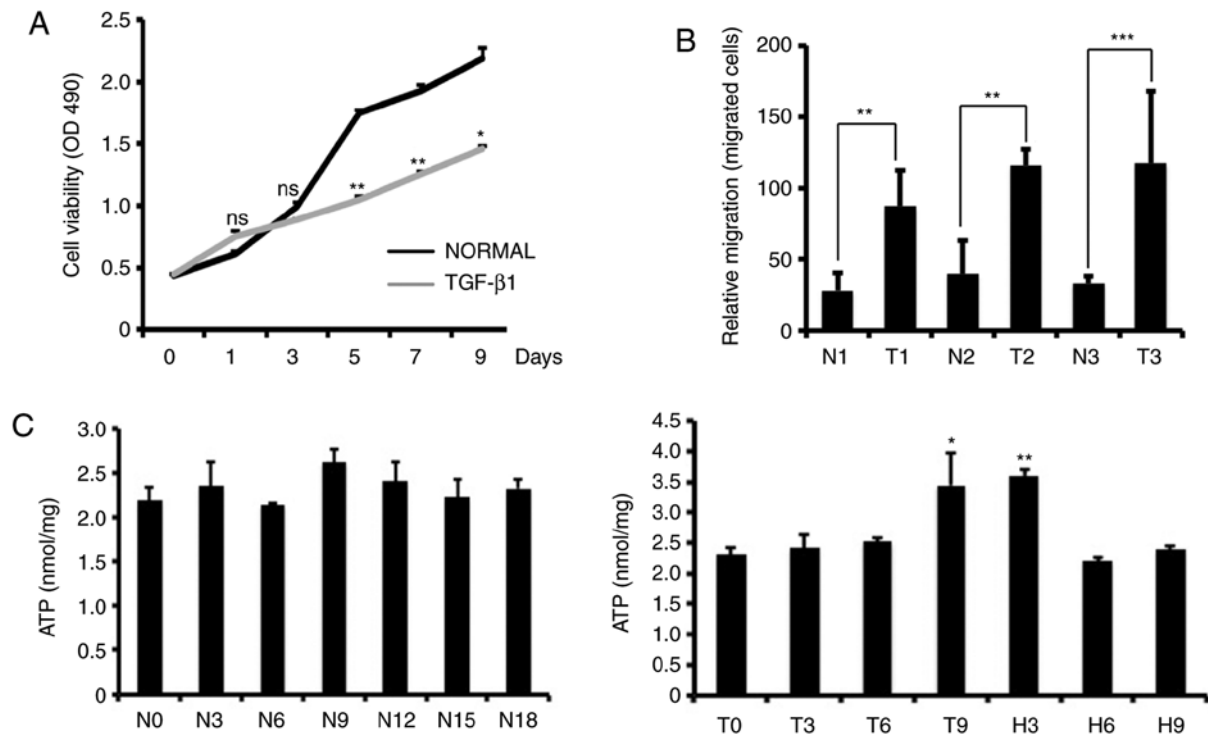 A
Cell viability (OD 490)
2.5
2.0
1.5
1.0
0.5
0
ns
ns
**
**
*
NORMAL
TGF-β1
0 1 3 5 7 9 Days
B
Relative migration (migrated cells)
200
150
100
50
0
**
**
***
N1 T1 N2 T2 N3 T3
C
ATP (nmol/mg)
3.0
2.5
2.0
1.5
1.0
0.5
0
N0 N3 N6 N9 N12 N15 N18
ATP (nmol/mg)
4.5
4.0
3.5
3.0
2.5
2.0
1.5
1.0
0.5
0
*
**
T0 T3 T6 T9 H3 H6 H9